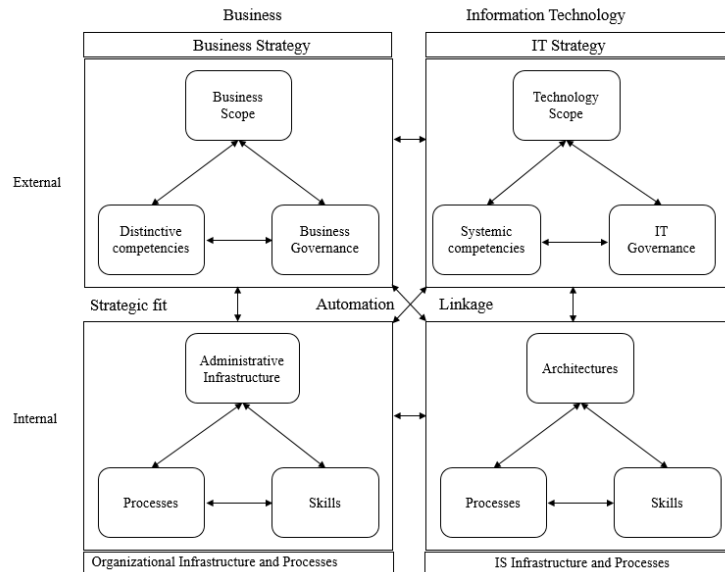 Business
Information Technology
Business Strategy
IT Strategy
Business
Scope
Technology
Scope
External
Distinctive
competencies
Business
Governance
Systemic
competencies
IT
Governance
Strategic fit
Automation
Linkage
Administrative
Infrastructure
Architectures
Internal
Processes
Skills
Processes
Skills
Organizational Infrastructure and Processes
IS Infrastructure and Processes